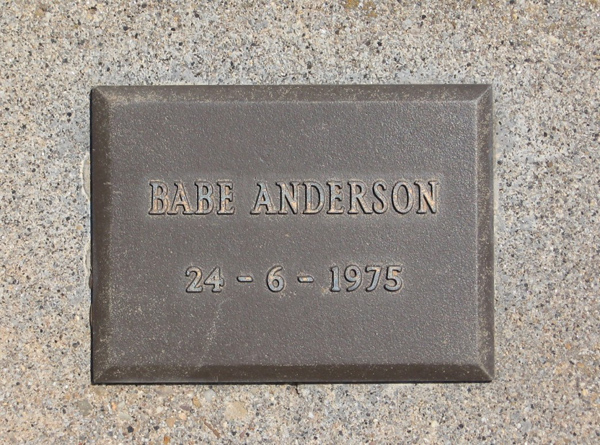 BABE ANDERSON
24 - 6 - 1975